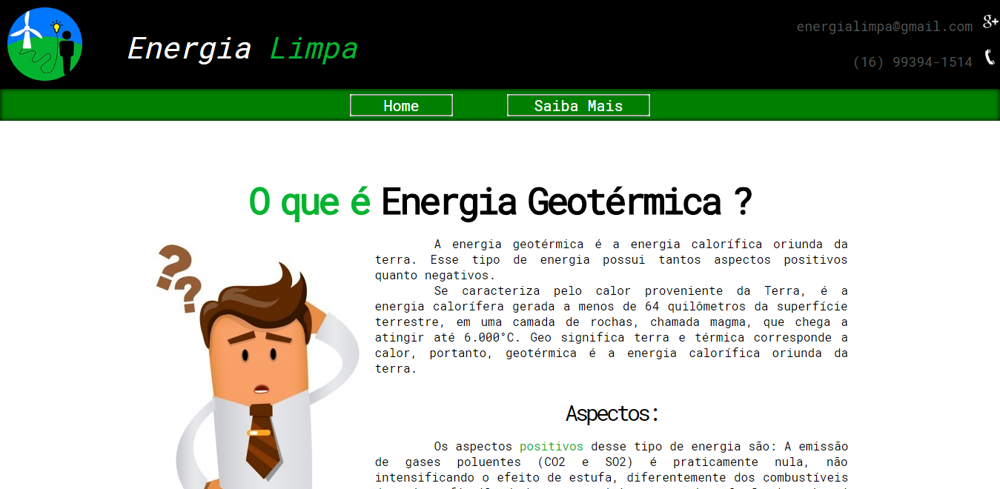 Energia Limpa
energialimpa@gmail.com
g+
(16) 99394-1514
Home
Saiba Mais
O que é Energia Geotérmica ?
? ?
A energia geotérmica é a energia calorífica oriunda da
terra. Esse tipo de energia possui tantos aspectos positivos
quanto negativos.
Se caracteriza pelo calor proveniente da Terra, é a
energia calorífera gerada a menos de 64 quilômetros da superfície
terrestre, em uma camada de rochas, chamada magma, que chega a
atingir até 6.000°C. Geo significa terra e térmica corresponde a
calor, portanto, geotérmica é a energia calorífica oriunda da
terra.
Aspectos:
Os aspectos positivos desse tipo de energia são: A emissão
de gases poluentes (CO2 e SO2) é praticamente nula, não
intensificando o efeito de estufa, diferentemente dos combustíveis